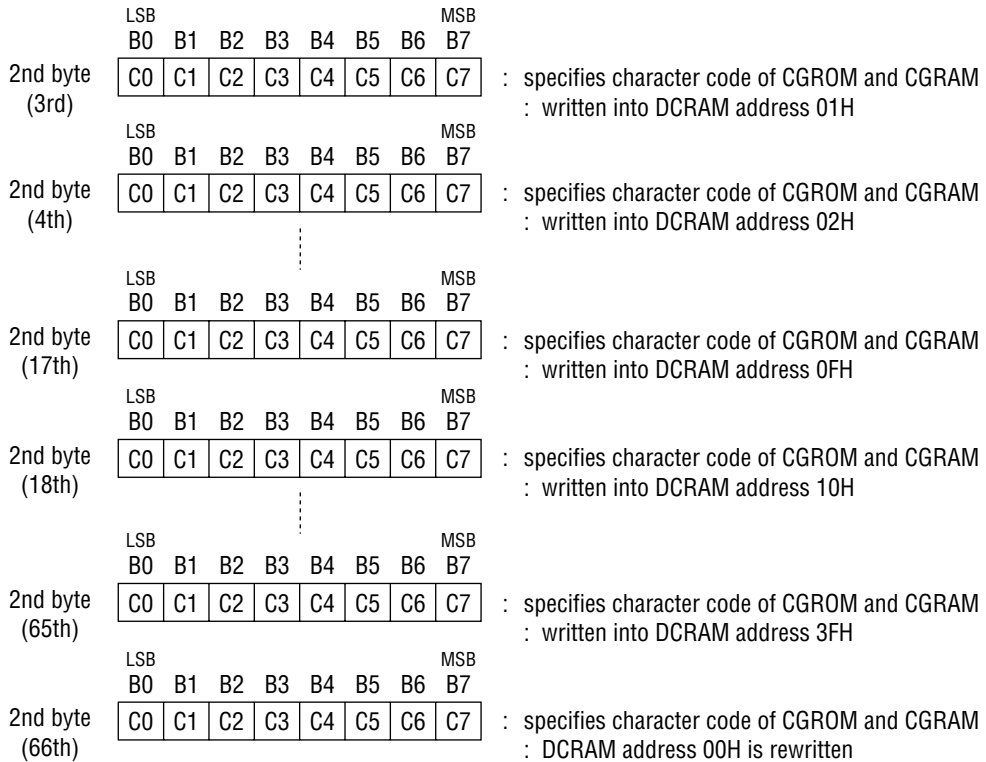 LSB MSB
B0 B1 B2 B3 B4 B5 B6 B7
2nd byte C0 C1 C2 C3 C4 C5 C6 C7 : specifies character code of CGROM and CGRAM
(3rd) : written into DCRAM address 01H
LSB MSB
B0 B1 B2 B3 B4 B5 B6 B7
2nd byte C0 C1 C2 C3 C4 C5 C6 C7 : specifies character code of CGROM and CGRAM
(4th) : written into DCRAM address 02H
LSB MSB
B0 B1 B2 B3 B4 B5 B6 B7
2nd byte C0 C1 C2 C3 C4 C5 C6 C7 : specifies character code of CGROM and CGRAM
(17th) : written into DCRAM address 0FH
LSB MSB
B0 B1 B2 B3 B4 B5 B6 B7
2nd byte C0 C1 C2 C3 C4 C5 C6 C7 : specifies character code of CGROM and CGRAM
(18th) : written into DCRAM address 10H
LSB MSB
B0 B1 B2 B3 B4 B5 B6 B7
2nd byte C0 C1 C2 C3 C4 C5 C6 C7 : specifies character code of CGROM and CGRAM
(65th) : written into DCRAM address 3FH
LSB MSB
B0 B1 B2 B3 B4 B5 B6 B7
2nd byte C0 C1 C2 C3 C4 C5 C6 C7 : specifies character code of CGROM and CGRAM
(66th) : DCRAM address 00H is rewritten